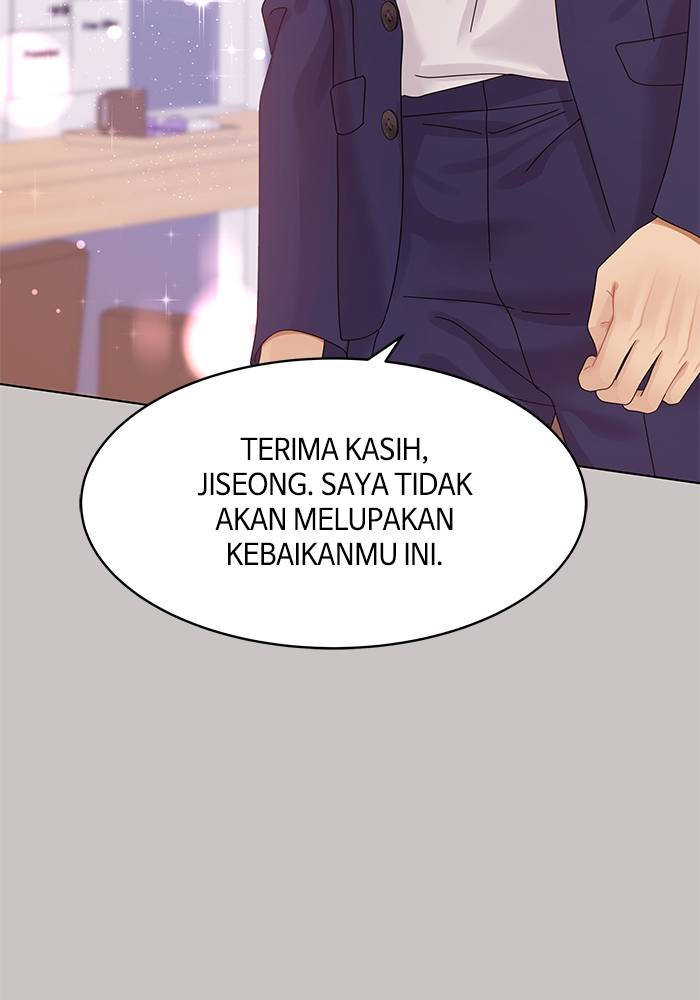 TERIMA KASIH,
JISEONG. SAYA TIDAK
AKAN MELUPAKAN
KEBAIKANMU INI.